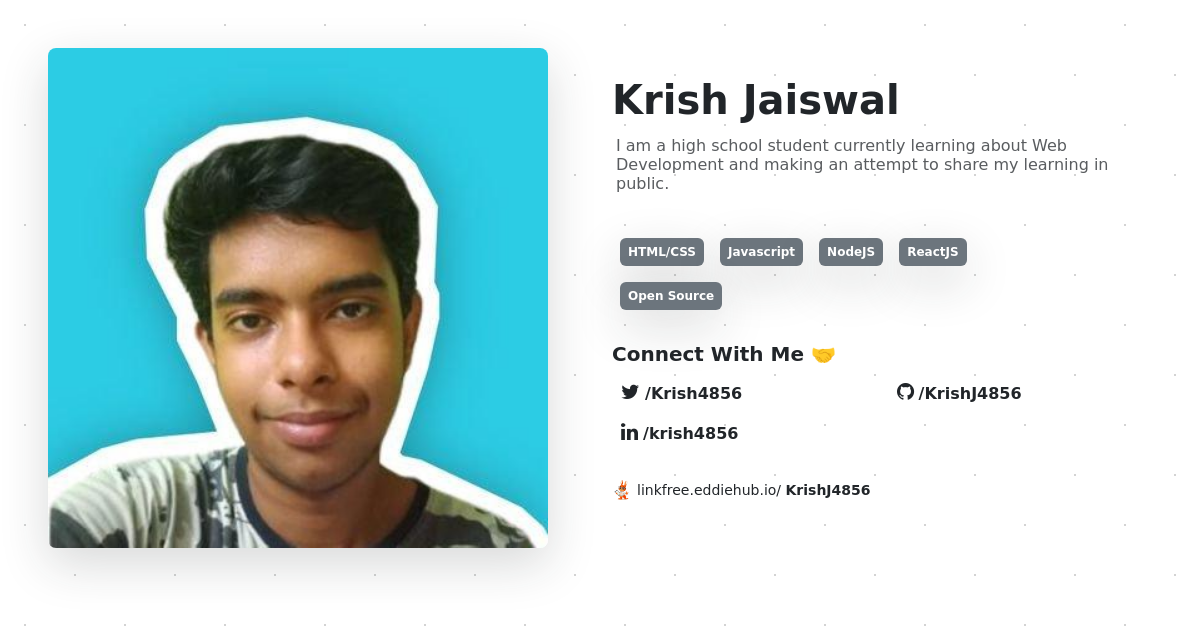 Krish Jaiswal
I am a high school student currently learning about Web
Development and making an attempt to share my learning in
public.
HTML/CSS Javascript NodeJS ReactJS
Open Source
Connect With Me 🤝
/Krish4856 /KrishJ4856
/krish4856
linkfree.eddiehub.io/ KrishJ4856